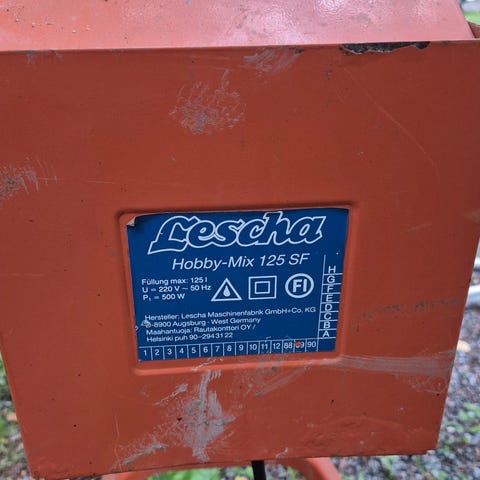 Lescha
Hobby-Mix 125 SF
Füllung max: 125 l
U = 220 V ~ 50 Hz
P₁ = 500 W
FI
Hersteller: Lescha Maschinenfabrik GmbH+Co. KG
D-8900 Augsburg · West Germany
Maahantuoja: Rautakonttori OY /
Helsinki puh 90-2943122
H
G
F
E
D
C
B
A
1 2 3 4 5 6 7 8 9 10 11 12 88 89 90